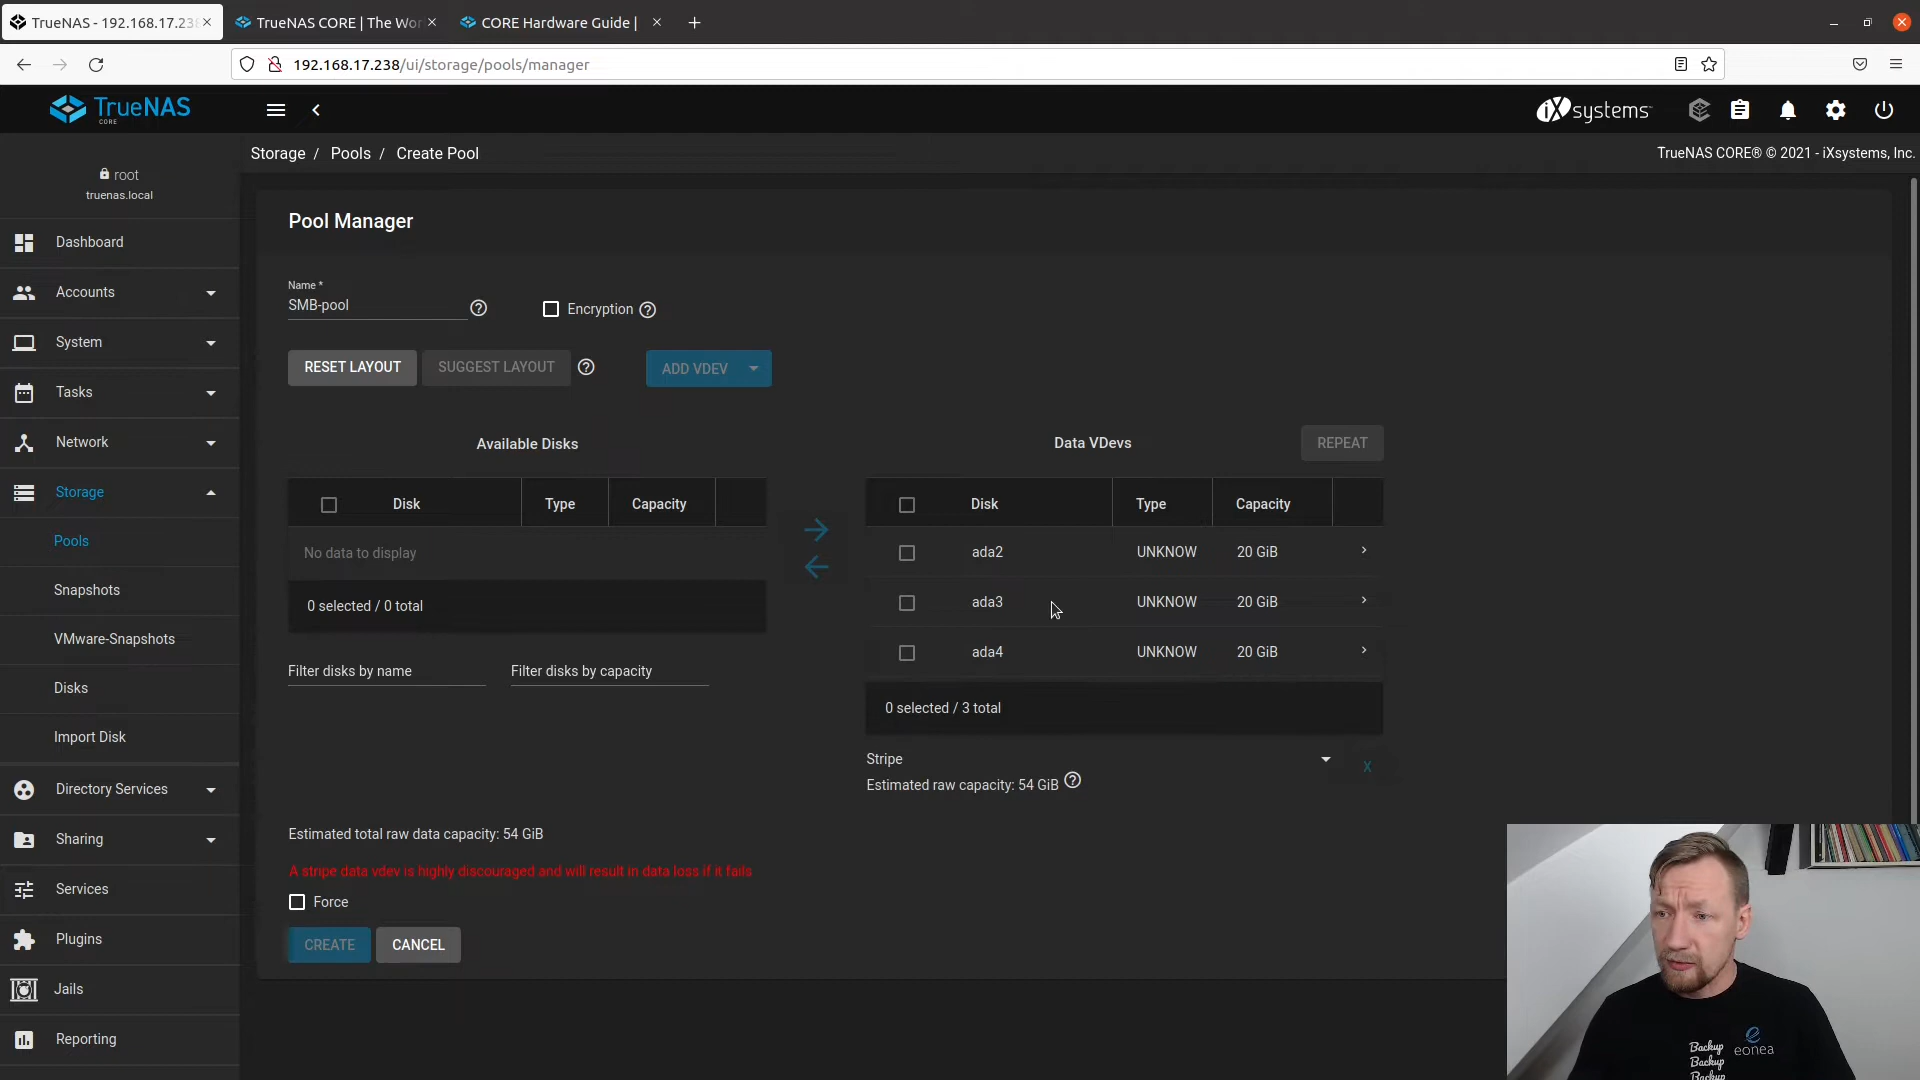 TrueNAS - 192.168.17.23
TrueNAS CORE | The Wor
CORE Hardware Guide |
192.168.17.238/ui/storage/pools/manager
TrueNAS
CORE
iXsystems
Storage / Pools / Create Pool
TrueNAS CORE® © 2021 - iXsystems, Inc.
root
truenas.local
Dashboard
Accounts
System
Tasks
Network
Storage
Pools
Snapshots
VMware-Snapshots
Disks
Import Disk
Directory Services
Sharing
Services
Plugins
Jails
Reporting
Pool Manager
Name *
SMB-pool
Encryption
RESET LAYOUT
SUGGEST LAYOUT
ADD VDEV
Available Disks
Disk Type Capacity
No data to display
0 selected / 0 total
Filter disks by name
Filter disks by capacity
Data VDevs
REPEAT
Disk Type Capacity
ada2 UNKNOW 20 GiB
ada3 UNKNOW 20 GiB
ada4 UNKNOW 20 GiB
0 selected / 3 total
Stripe
x
Estimated raw capacity: 54 GiB
Estimated total raw data capacity: 54 GiB
A stripe data vdev is highly discouraged and will result in data loss if it fails
Force
CREATE
CANCEL
eonea
Backup
Backup
Backup